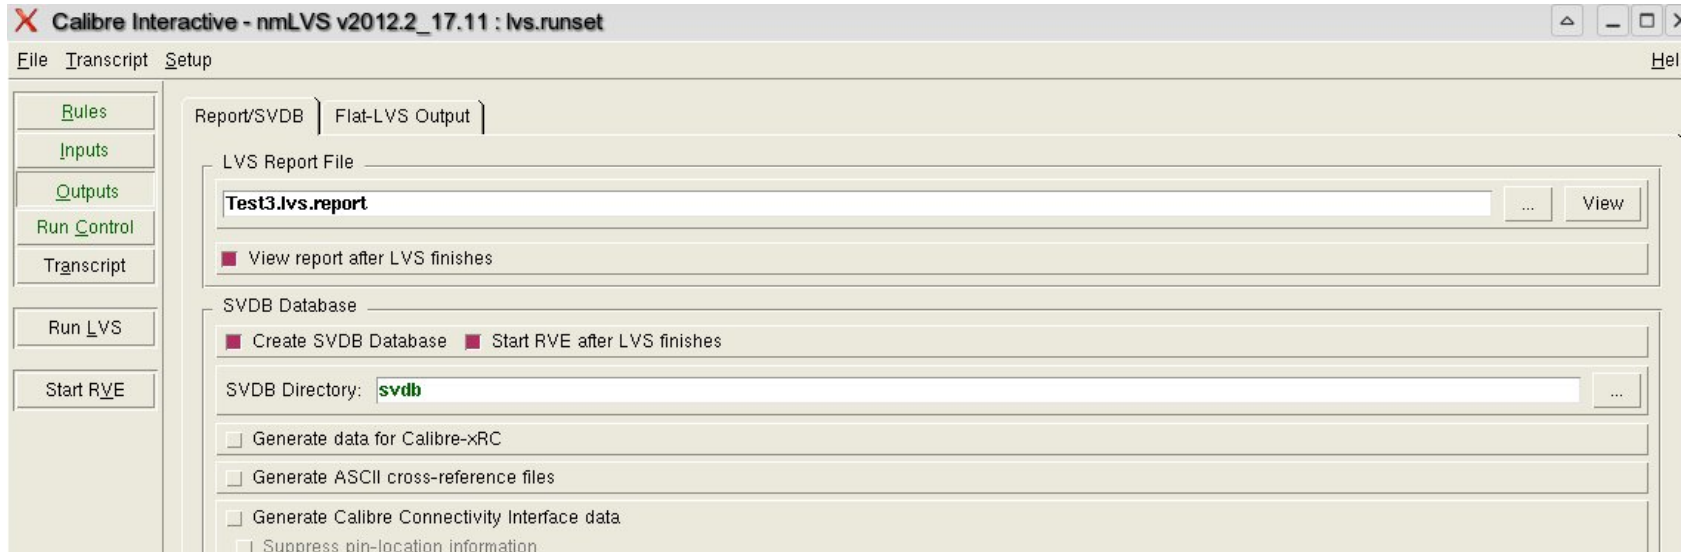 Calibre Interactive - nmLVS v2012.2_17.11 : lvs.runset
File Transcript Setup Hel
Rules
Inputs
Outputs
Run Control
Transcript
Run LVS
Start RVE
Report/SVDB Flat-LVS Output
LVS Report File
Test3.lvs.report ... View
View report after LVS finishes
SVDB Database
Create SVDB Database Start RVE after LVS finishes
SVDB Directory: svdb ...
Generate data for Calibre-xRC
Generate ASCII cross-reference files
Generate Calibre Connectivity Interface data
Suppress pin-location information